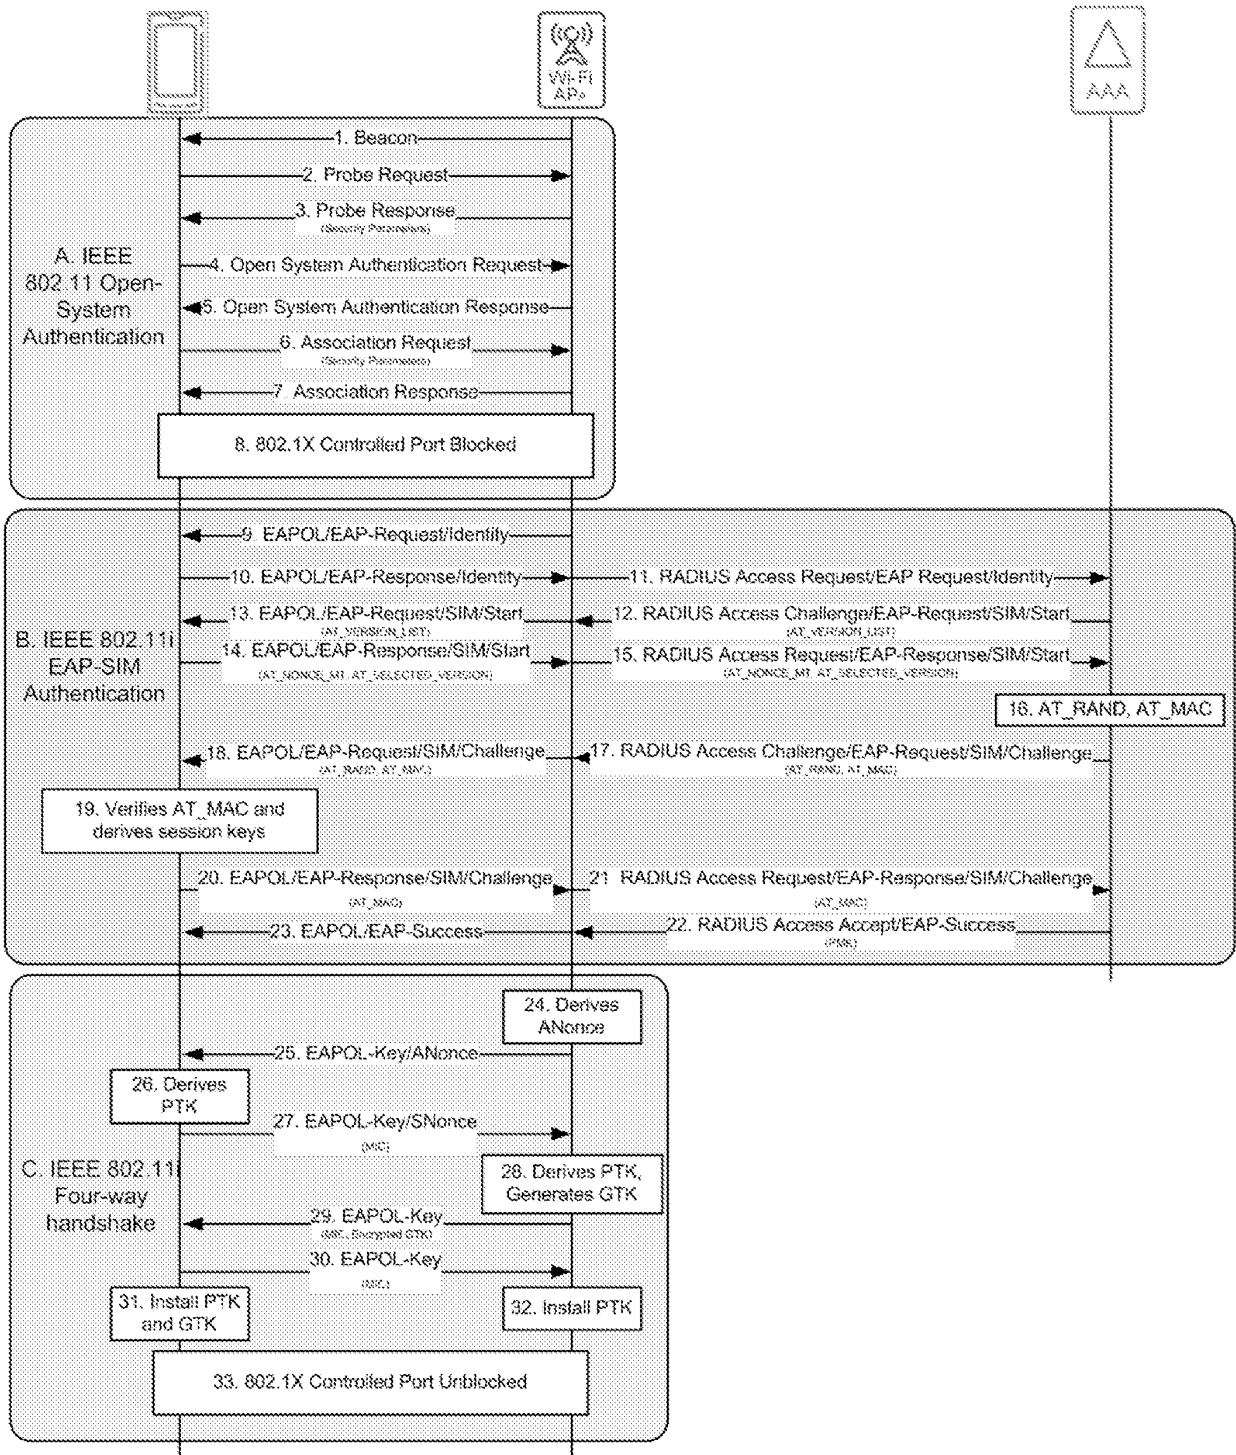 Wi-Fi
APs
AAA
1. Beacon
2. Probe Request
3. Probe Response
(Security Parameters)
A. IEEE
802.11 Open-
System
Authentication
4. Open System Authentication Request
5. Open System Authentication Response
6. Association Request
(Security Parameters)
7. Association Response
8. 802.1X Controlled Port Blocked
9. EAPOL/EAP-Request/Identity
10. EAPOL/EAP-Response/Identity
11. RADIUS Access Request/EAP Request/Identity
13. EAPOL/EAP-Request/SIM/Start
(AT_VERSION_LIST)
12. RADIUS Access Challenge/EAP-Request/SIM/Start
(AT_VERSION_LIST)
B. IEEE 802.11i
EAP-SIM
Authentication
14. EAPOL/EAP-Response/SIM/Start
(AT_NONCE_MT, AT_SELECTED_VERSION)
15. RADIUS Access Request/EAP-Response/SIM/Start
(AT_NONCE_MT, AT_SELECTED_VERSION)
16. AT_RAND, AT_MAC
18. EAPOL/EAP-Request/SIM/Challenge
(AT_RAND, AT_MAC)
17. RADIUS Access Challenge/EAP-Request/SIM/Challenge
(AT_RAND, AT_MAC)
19. Verifies AT_MAC and
derives session keys
20. EAPOL/EAP-Response/SIM/Challenge
(AT_MAC)
21. RADIUS Access Request/EAP-Response/SIM/Challenge
(AT_MAC)
23. EAPOL/EAP-Success
22. RADIUS Access Accept/EAP-Success
(PMK)
24. Derives
ANonce
25. EAPOL-Key/ANonce
26. Derives
PTK
27. EAPOL-Key/SNonce
(MIC)
C. IEEE 802.11i
Four-way
handshake
28. Derives PTK,
Generates GTK
29. EAPOL-Key
(MIC, Encrypted GTK)
30. EAPOL-Key
(MIC)
31. Install PTK
and GTK
32. Install PTK
33. 802.1X Controlled Port Unblocked